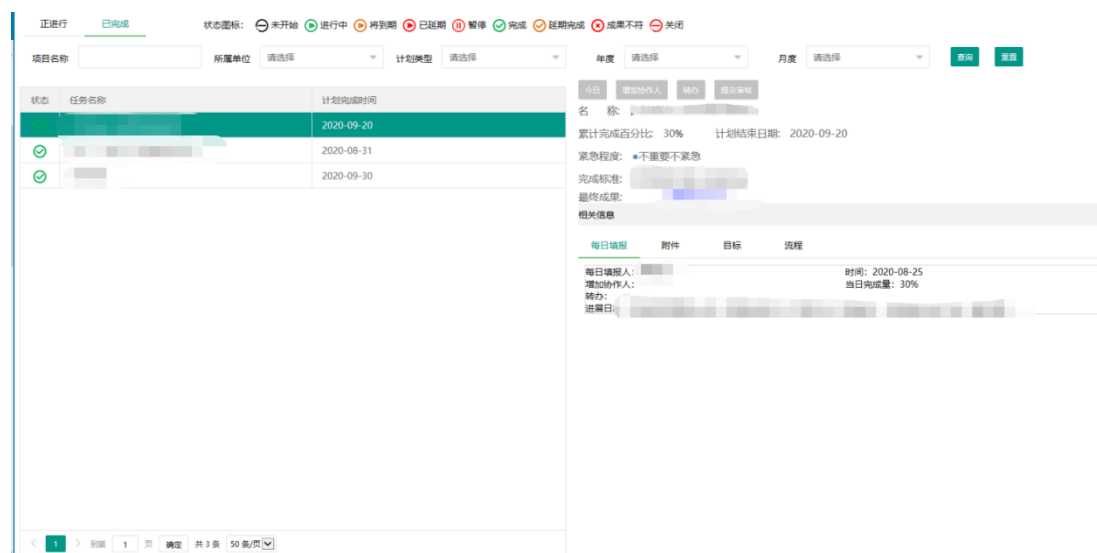 正进行 已完成 状态图标: 未开始 进行中 将到期 已延期 暂停 完成 延期完成 成果不符 关闭
项目名称 所属单位 请选择 计划类型 请选择 年度 请选择 月度 请选择 查询 重置
今日 增加协作人 转办 提交审核
状态 任务名称 计划完成时间
名 称:
2020-09-20
累计完成百分比: 30% 计划结束日期: 2020-09-20
2020-08-31
紧急程度: 不重要不紧急
2020-09-30
完成标准:
最终成果:
相关信息
每日填报 附件 目标 流程
每日填报人: 时间: 2020-08-25
增加协作人: 当日完成量: 30%
转办:
进展日
1 到第 1 页 确定 共 3 条 50 条/页